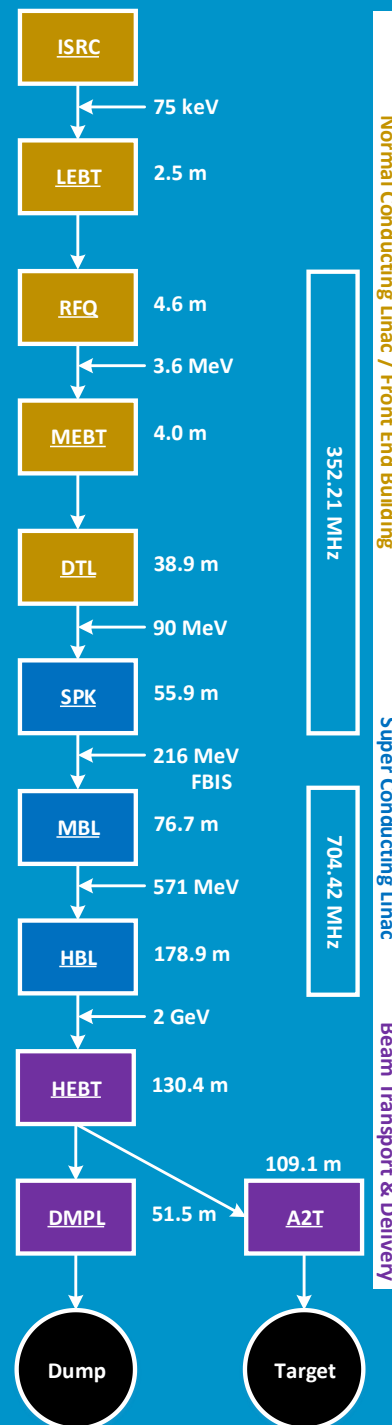 ISRC
75 keV
LEBT
2.5 m
RFQ
4.6 m
3.6 MeV
MEBT
4.0 m
DTL
38.9 m
90 MeV
SPK
55.9 m
216 MeV
FBIS
MBL
76.7 m
571 MeV
HBL
178.9 m
2 GeV
HEBT
130.4 m
DMPL
51.5 m
109.1 m
A2T
Dump
Target
352.21 MHz
704.42 MHz
Normal Conducting Linac / Front End Building
Super Conducting Linac
Beam Transport & Delivery